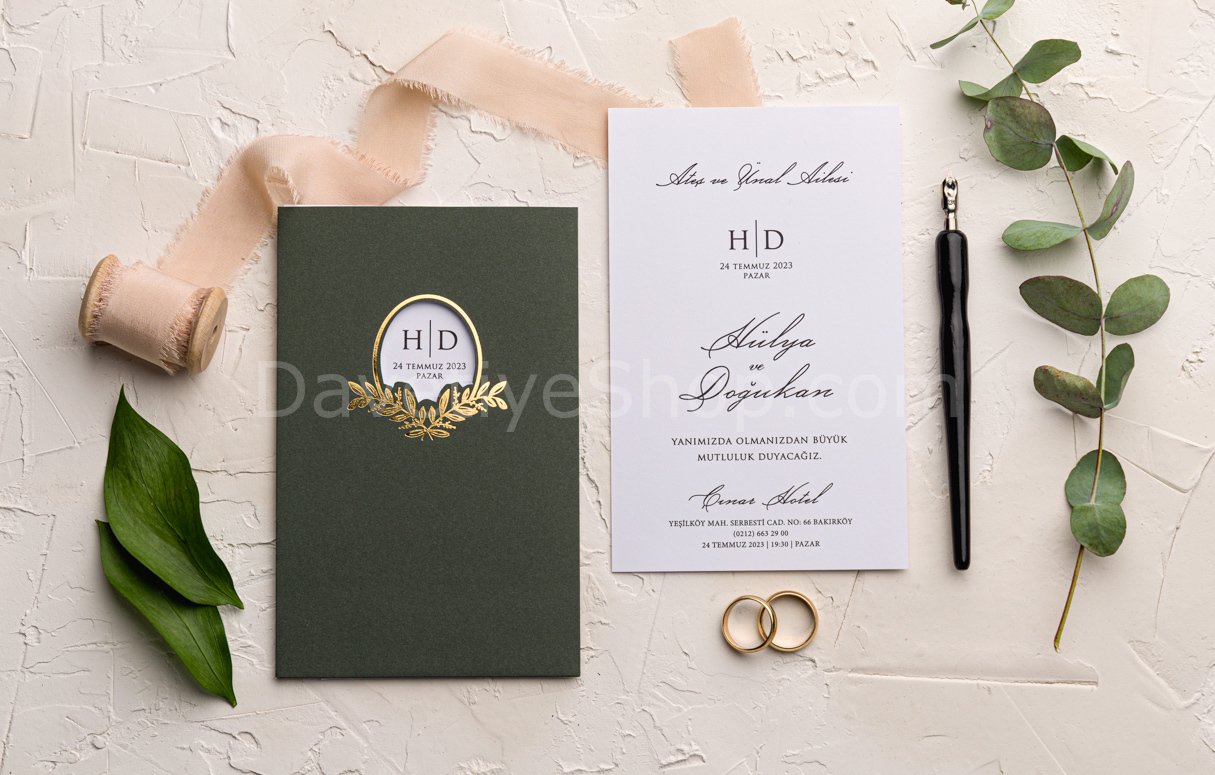 H|D
24 TEMMUZ 2023
PAZAR
Ateş ve Ünal Ailesi
H|D
24 TEMMUZ 2023
PAZAR
Hülya
ve
Doğukan
YANIMIZDA OLMANIZDAN BÜYÜK
MUTLULUK DUYACAĞIZ.
Çınar Hotel
YEŞİLKÖY MAH. SERBESTİ CAD. NO: 66 BAKIRKÖY
(0212) 663 29 00
24 TEMMUZ 2023 | 19:30 | PAZAR
DavetiyeShop.com